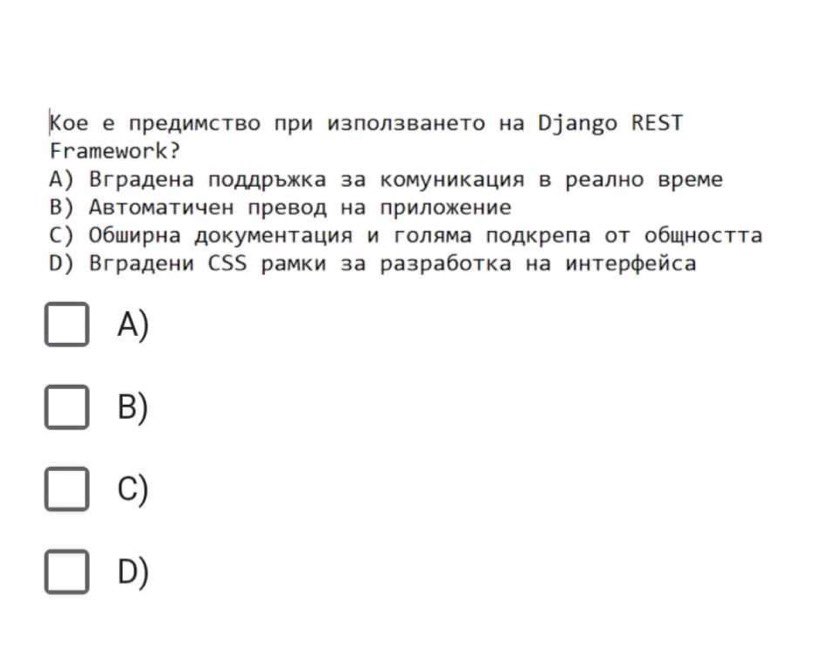 Кое е предимство при използването на Django REST
Framework?
A) Вградена поддръжка за комуникация в реално време
B) Автоматичен превод на приложение
C) Обширна документация и голяма подкрепа от общността
D) Вградени CSS рамки за разработка на интерфейса
A)
B)
C)
D)